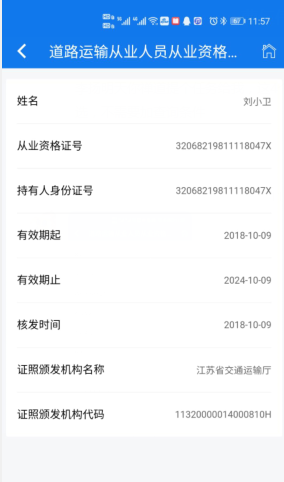 11:57
道路运输从业人员从业资格...
姓名 刘小卫
从业资格证号 32068219811118047X
持有人身份证号 32068219811118047X
有效期起 2018-10-09
有效期止 2024-10-09
核发时间 2018-10-09
证照颁发机构名称 江苏省交通运输厅
证照颁发机构代码 11320000014000810H